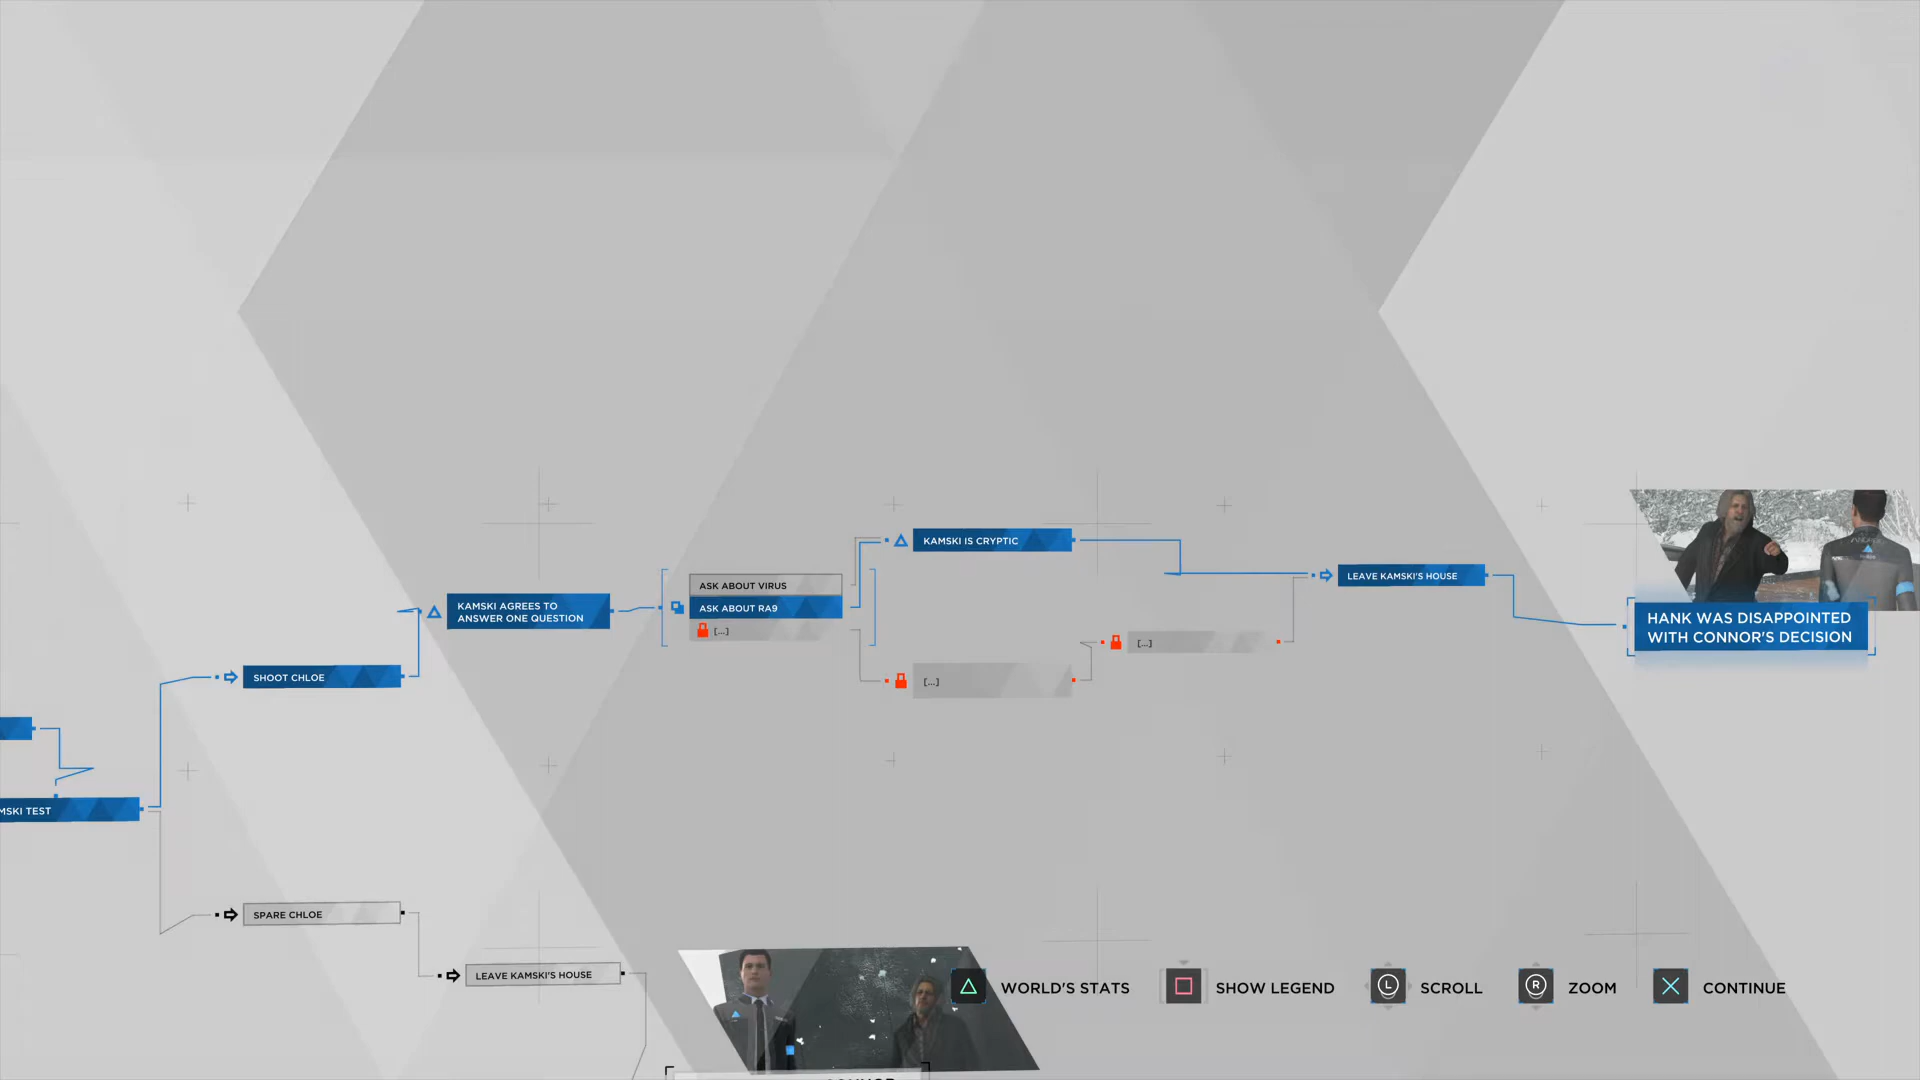 KAMSKI IS CRYPTIC
ASK ABOUT VIRUS
ASK ABOUT RA9
[...]
KAMSKI AGREES TO
ANSWER ONE QUESTION
LEAVE KAMSKI'S HOUSE
HANK WAS DISAPPOINTED
WITH CONNOR'S DECISION
[...]
[...]
SHOOT CHLOE
MSKI TEST
SPARE CHLOE
LEAVE KAMSKI'S HOUSE
WORLD'S STATS
SHOW LEGEND
L
SCROLL
R
ZOOM
CONTINUE